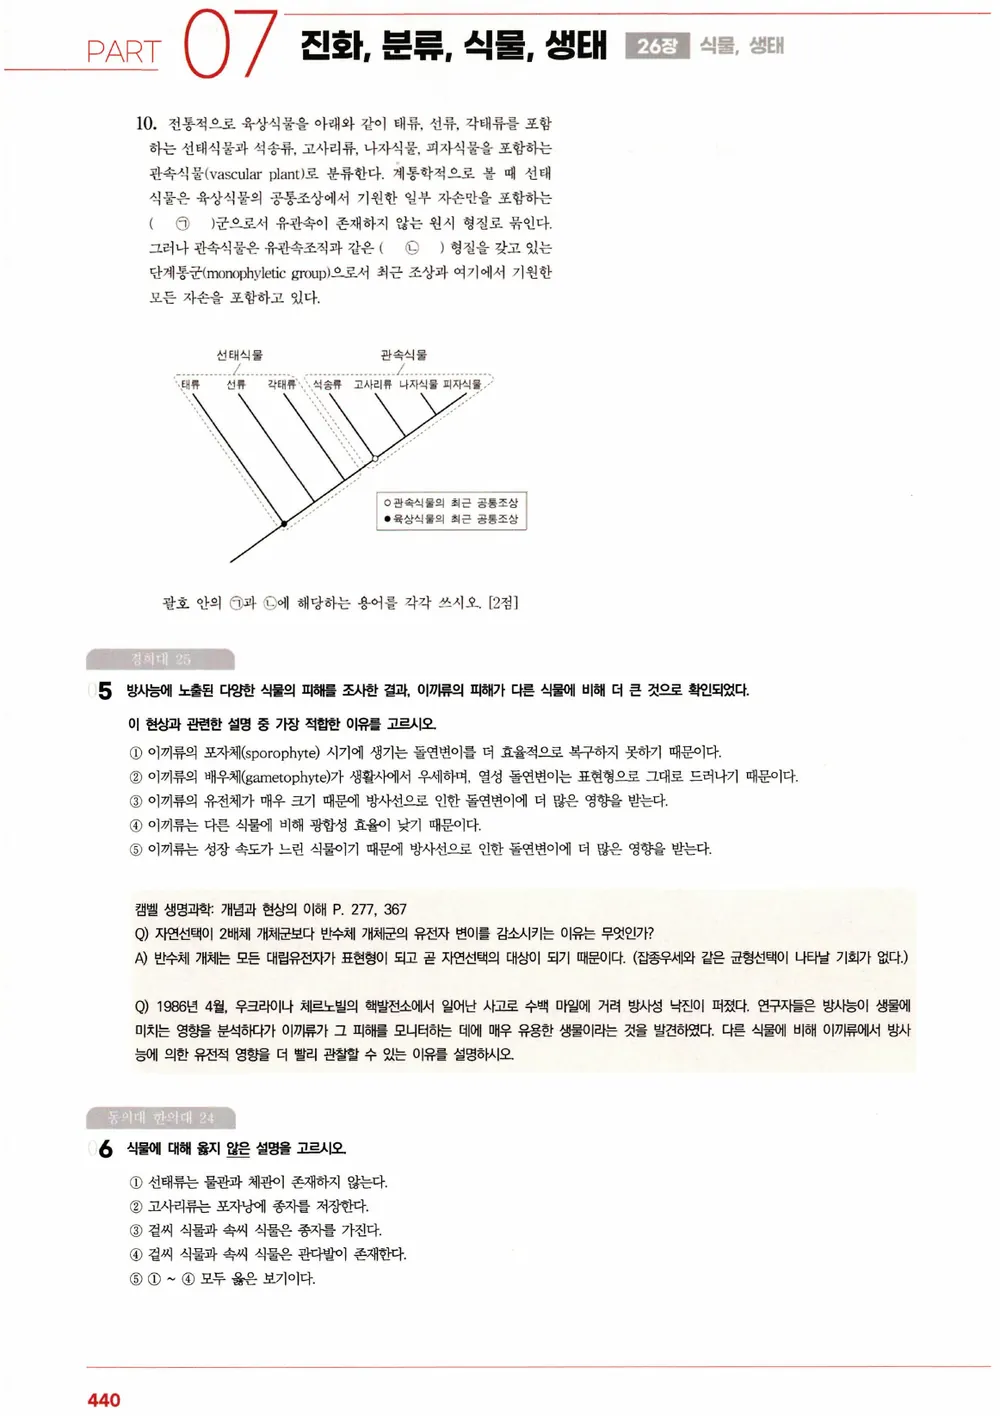 PART 07 진화, 분류, 식물, 생태 26장 식물, 생태
10. 전통적으로 육상식물을 아래와 같이 태류, 선류, 각태류를 포함
하는 선태식물과 석송류, 고사리류, 나자식물, 피자식물을 포함하는
관속식물(vascular plant)로 분류한다. 계통학적으로 볼 때 선태
식물은 육상식물의 공통조상에서 기원한 일부 자손만을 포함하는
( ㉠ )군으로서 유관속이 존재하지 않는 원시 형질로 묶인다.
그러나 관속식물은 유관속조직과 같은 ( ㉡ ) 형질을 갖고 있는
단계통군(monophyletic group)으로서 최근 조상과 여기에서 기원한
모든 자손을 포함하고 있다.
선태식물 관속식물
태류 선류 각태류 석송류 고사리류 나자식물 피자식물
○ 관속식물의 최근 공통조상
● 육상식물의 최근 공통조상
괄호 안의 ㉠과 ㉡에 해당하는 용어를 각각 쓰시오. [2점]
경희대 25
05 방사능에 노출된 다양한 식물의 피해를 조사한 결과, 이끼류의 피해가 다른 식물에 비해 더 큰 것으로 확인되었다.
이 현상과 관련한 설명 중 가장 적합한 이유를 고르시오.
① 이끼류의 포자체(sporophyte) 시기에 생기는 돌연변이를 더 효율적으로 복구하지 못하기 때문이다.
② 이끼류의 배우체(gametophyte)가 생활사에서 우세하며, 열성 돌연변이는 표현형으로 그대로 드러나기 때문이다.
③ 이끼류의 유전체가 매우 크기 때문에 방사선으로 인한 돌연변이에 더 많은 영향을 받는다.
④ 이끼류는 다른 식물에 비해 광합성 효율이 낮기 때문이다.
⑤ 이끼류는 성장 속도가 느린 식물이기 때문에 방사선으로 인한 돌연변이에 더 많은 영향을 받는다.
캠벨 생명과학: 개념과 현상의 이해 P. 277, 367
Q) 자연선택이 2배체 개체군보다 반수체 개체군의 유전자 변이를 감소시키는 이유는 무엇인가?
A) 반수체 개체는 모든 대립유전자가 표현형이 되고 곧 자연선택의 대상이 되기 때문이다. (잡종우세와 같은 균형선택이 나타날 기회가 없다.)
Q) 1986년 4월, 우크라이나 체르노빌의 핵발전소에서 일어난 사고로 수백 마일에 거려 방사성 낙진이 퍼졌다. 연구자들은 방사능이 생물에
미치는 영향을 분석하다가 이끼류가 그 피해를 모니터하는 데에 매우 유용한 생물이라는 것을 발견하였다. 다른 식물에 비해 이끼류에서 방사
능에 의한 유전적 영향을 더 빨리 관찰할 수 있는 이유를 설명하시오.
동의대 한의대 24
06 식물에 대해 옳지 않은 설명을 고르시오.
① 선태류는 물관과 체관이 존재하지 않는다.
② 고사리류는 포자낭에 종자를 저장한다.
③ 겉씨 식물과 속씨 식물은 종자를 가진다.
④ 겉씨 식물과 속씨 식물은 관다발이 존재한다.
⑤ ① ~ ④ 모두 옳은 보기이다.
440